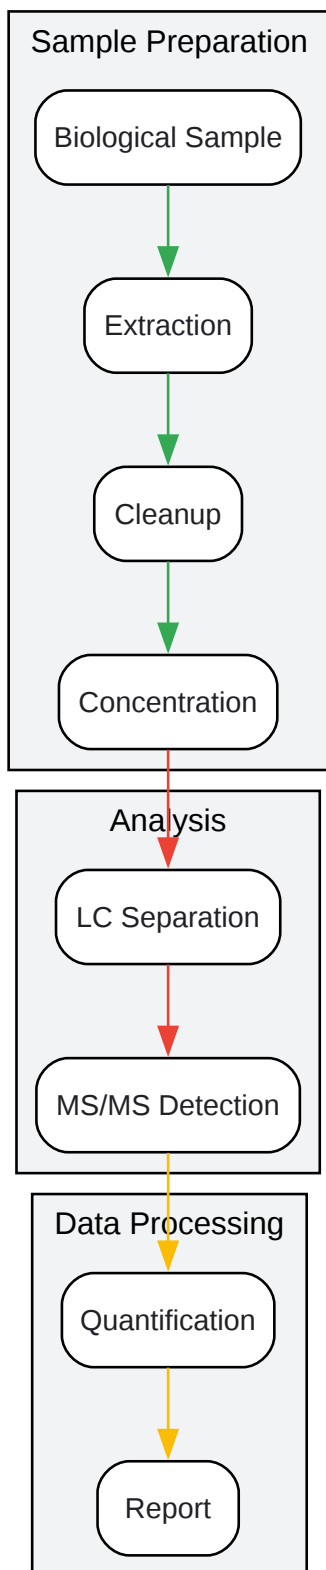 Sample Preparation
Biological Sample
Extraction
Cleanup
Concentration
Analysis
LC Separation
MS/MS Detection
Data Processing
Quantification
Report